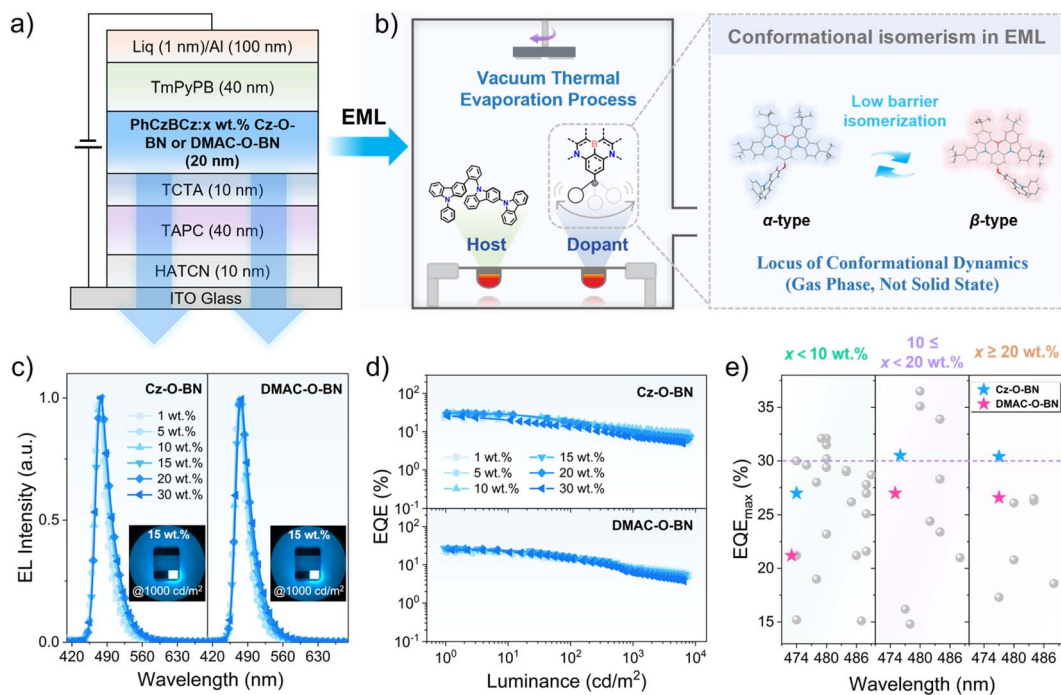 a)
Liq (1 nm)/Al (100 nm)
TmPyPB (40 nm)
PhCzBCz:x wt.% Cz-O-
BN or DMAC-O-BN
(20 nm)
TCTA (10 nm)
TAPC (40 nm)
HATCN (10 nm)
ITO Glass
EML
b)
Vacuum Thermal
Evaporation Process
N
N
N
B
N
N
Host
Dopant
Conformational isomerism in EML
Low barrier
isomerization
α-type
β-type
Locus of Conformational Dynamics
(Gas Phase, Not Solid State)
c)
Cz-O-BN
DMAC-O-BN
1 wt.%
5 wt.%
10 wt.%
15 wt.%
20 wt.%
30 wt.%
15 wt.%
@1000 cd/m²
15 wt.%
@1000 cd/m²
EL Intensity (a.u.)
1.0
0.5
0.0
420 490 560 630 420 490 560 630
Wavelength (nm)
d)
Cz-O-BN
1 wt.% 15 wt.%
5 wt.% 20 wt.%
10 wt.% 30 wt.%
DMAC-O-BN
EQE (%)
10²
10¹
10⁰
10⁻¹
10²
10¹
10⁰
10⁻¹
10⁰ 10¹ 10² 10³ 10⁴
Luminance (cd/m²)
e)
x < 10 wt.%
10 ≤
x < 20 wt.%
x ≥ 20 wt.%
Cz-O-BN
DMAC-O-BN
EQEmax (%)
35
30
25
20
15
474 480 486 474 480 486 474 480 486
Wavelength (nm)